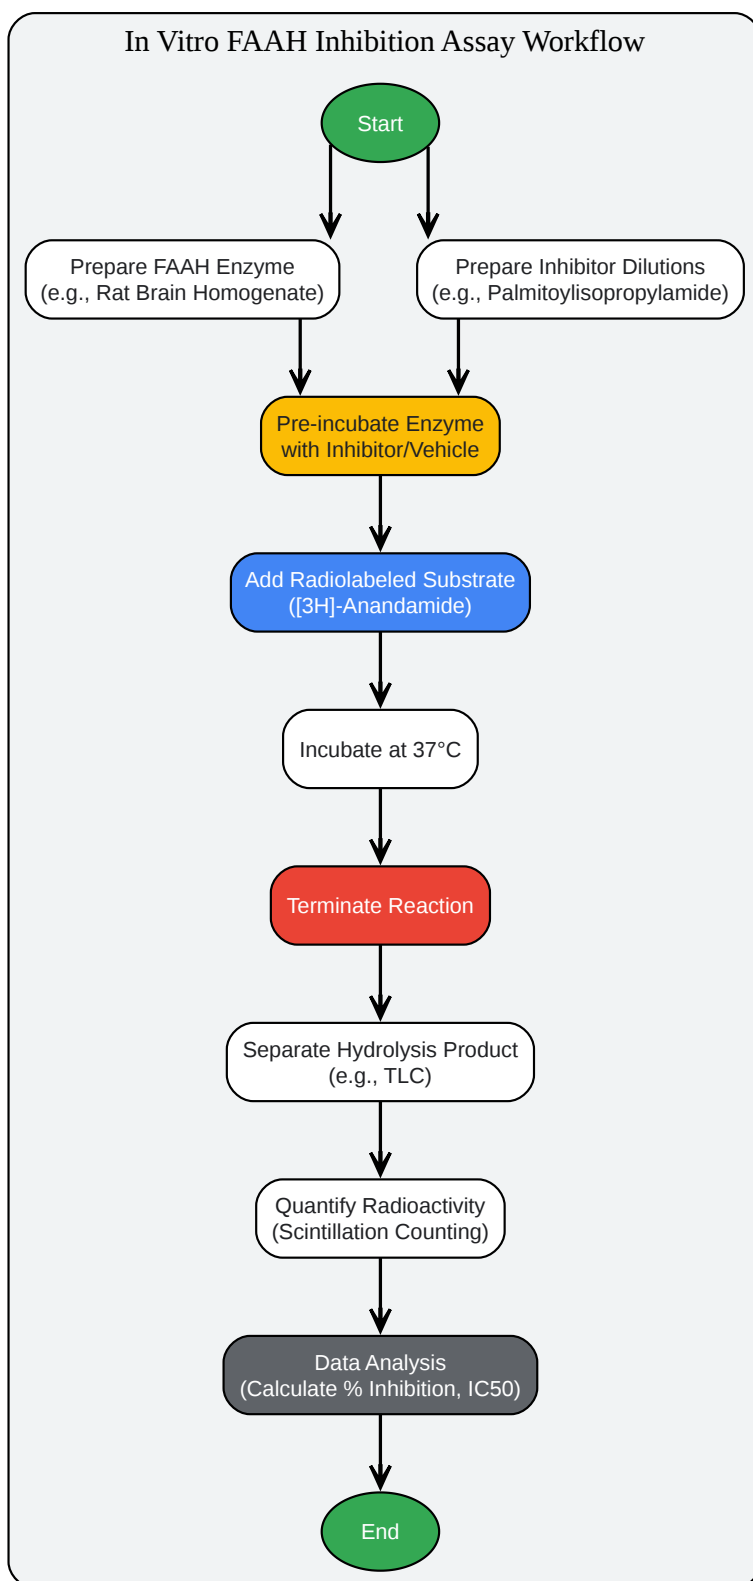 In Vitro FAAH Inhibition Assay Workflow
Start
Prepare FAAH Enzyme
(e.g., Rat Brain Homogenate)
Prepare Inhibitor Dilutions
(e.g., Palmitoylisopropylamide)
Pre-incubate Enzyme
with Inhibitor/Vehicle
Add Radiolabeled Substrate
([3H]-Anandamide)
Incubate at 37°C
Terminate Reaction
Separate Hydrolysis Product
(e.g., TLC)
Quantify Radioactivity
(Scintillation Counting)
Data Analysis
(Calculate % Inhibition, IC50)
End